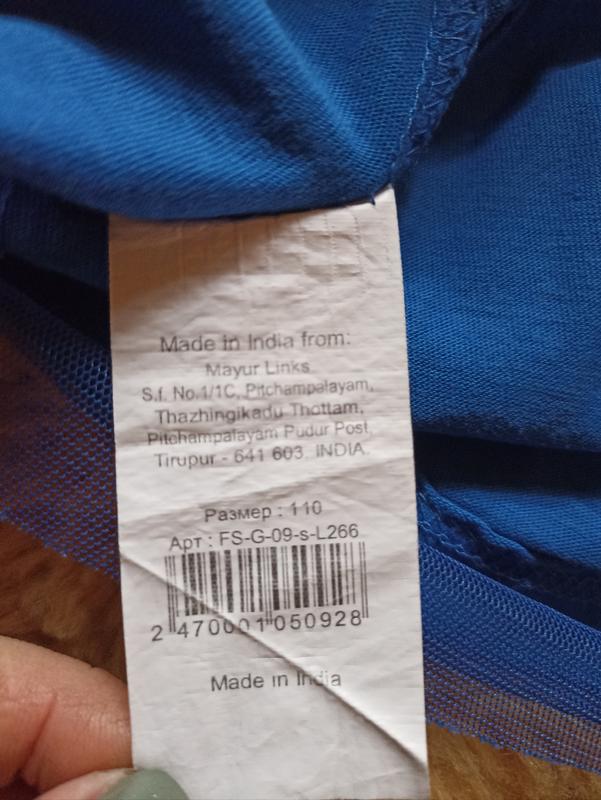 Made in India from:
Mayur Links
S.f. No.1/1C, Pitchampalayam,
Thazhingikadu Thottam,
Pitchampalayam Pudur Post,
Tirupur - 641 603. INDIA.
Размер : 110
Арт : FS-G-09-s-L266
2 470001 050928
Made in India